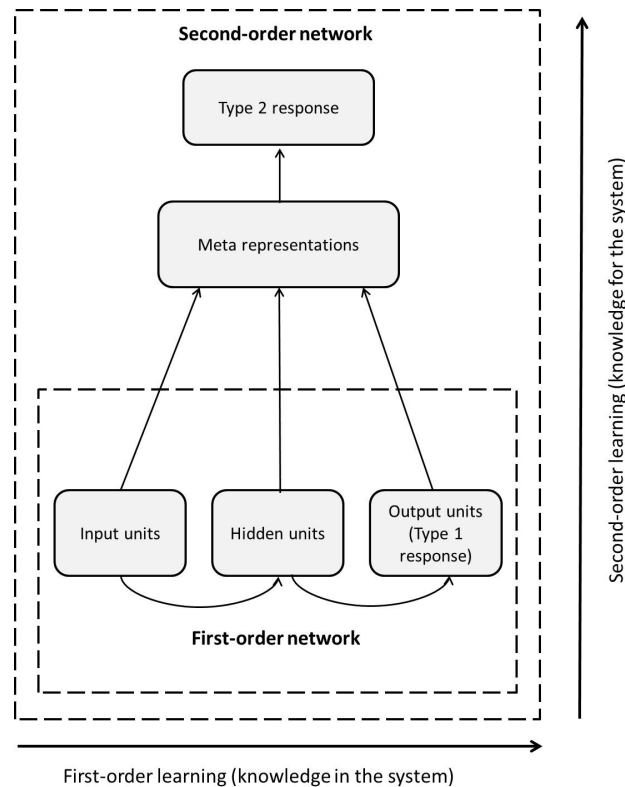 Second-order network
Type 2 response
Meta representations
Input units
Hidden units
Output units
(Type 1
response)
First-order network
First-order learning (knowledge in the system)
Second-order learning (knowledge for the system)